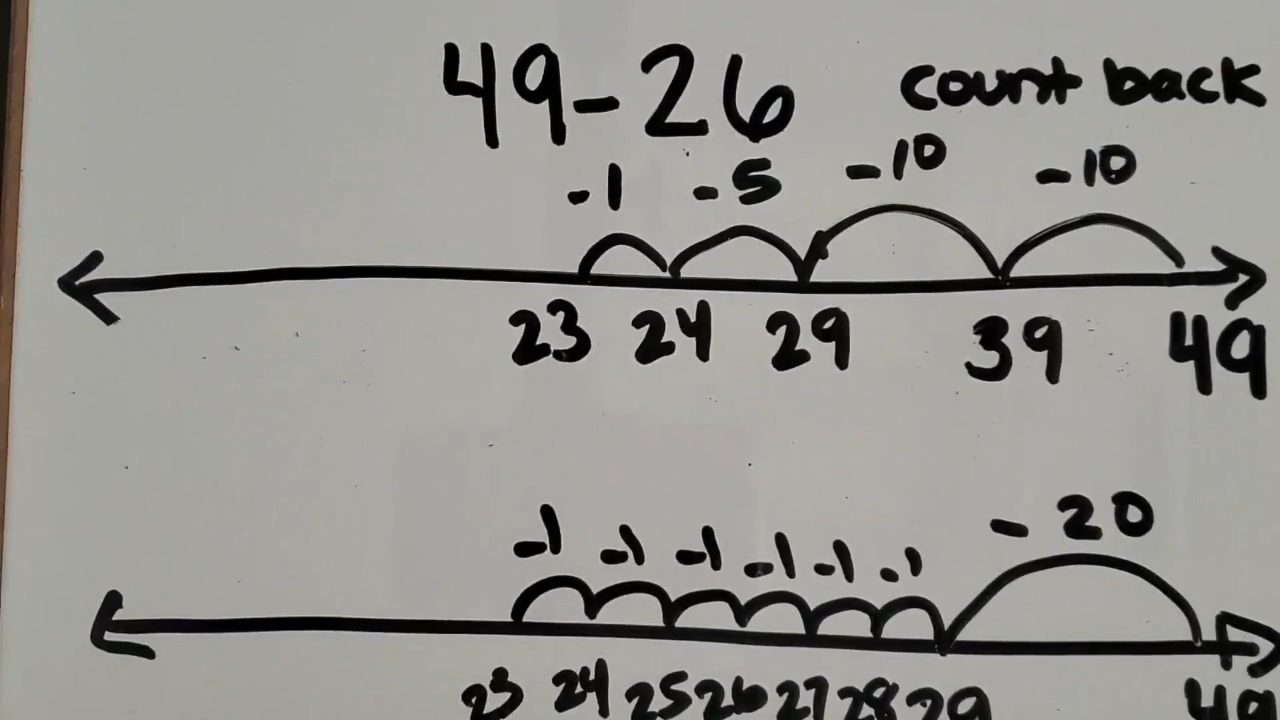 49-26 count back
-1 -5 -10 -10
23 24 29 39 49
-1 -1 -1 -1 -1 -1 -20
23 24 25 26 27 28 29 49